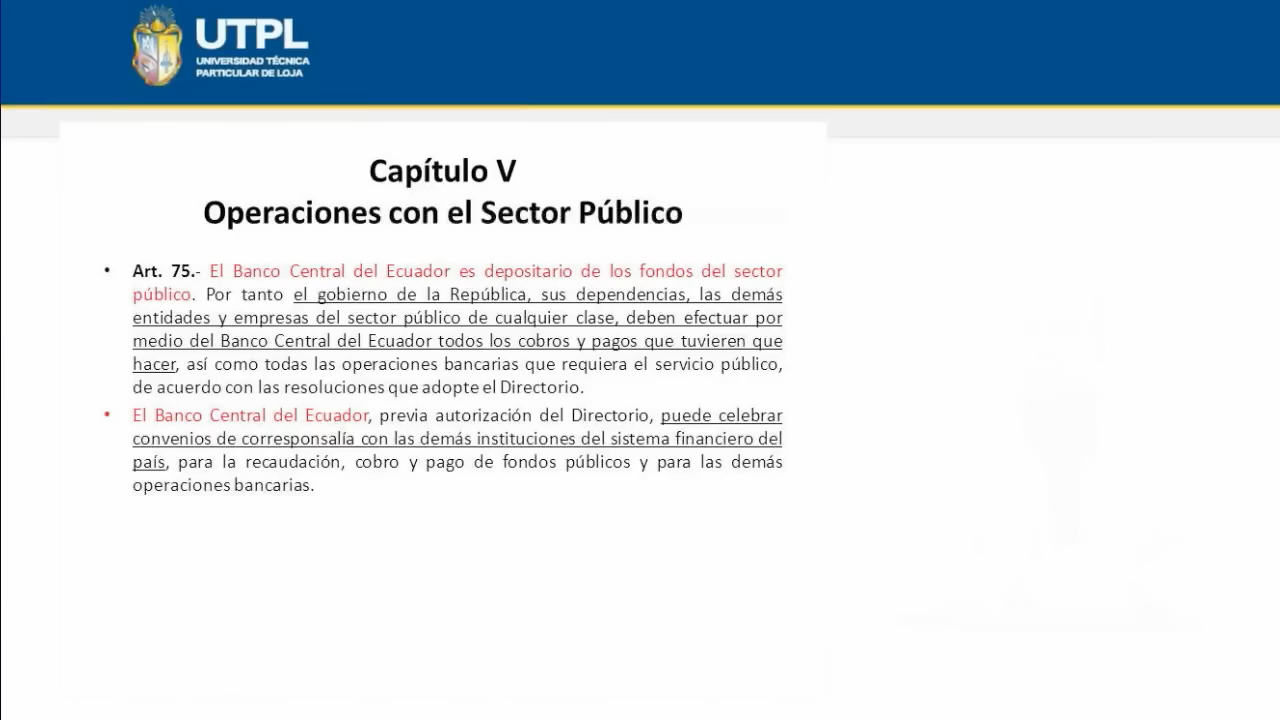 UTPL
UNIVERSIDAD TÉCNICA
PARTICULAR DE LOJA
Capítulo V
Operaciones con el Sector Público
• Art. 75.- El Banco Central del Ecuador es depositario de los fondos del sector
público. Por tanto el gobierno de la República, sus dependencias, las demás
entidades y empresas del sector público de cualquier clase, deben efectuar por
medio del Banco Central del Ecuador todos los cobros y pagos que tuvieren que
hacer, así como todas las operaciones bancarias que requiera el servicio público,
de acuerdo con las resoluciones que adopte el Directorio.
• El Banco Central del Ecuador, previa autorización del Directorio, puede celebrar
convenios de corresponsalía con las demás instituciones del sistema financiero del
país, para la recaudación, cobro y pago de fondos públicos y para las demás
operaciones bancarias.